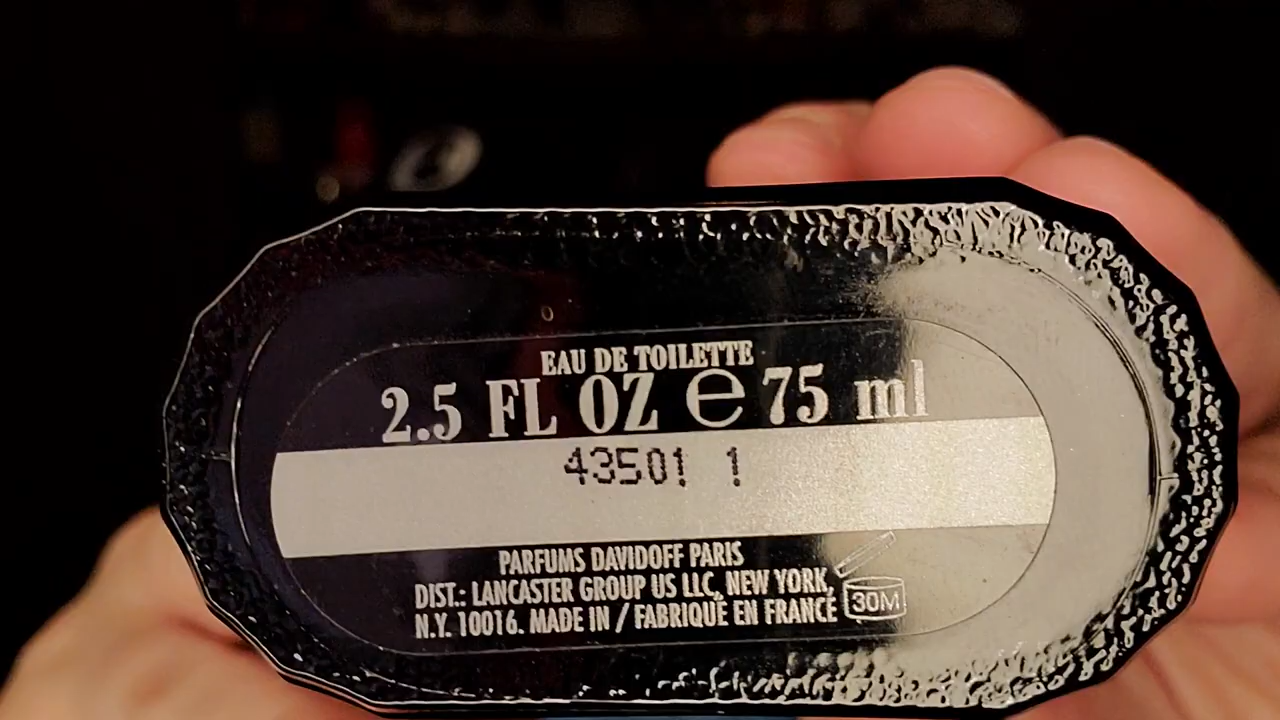 EAU DE TOILETTE
2.5 FL OZ e 75 ml
43501 1
PARFUMS DAVIDOFF PARIS
DIST.: LANCASTER GROUP US LLC, NEW YORK,
N.Y. 10016. MADE IN / FABRIQUÉ EN FRANCE
30M